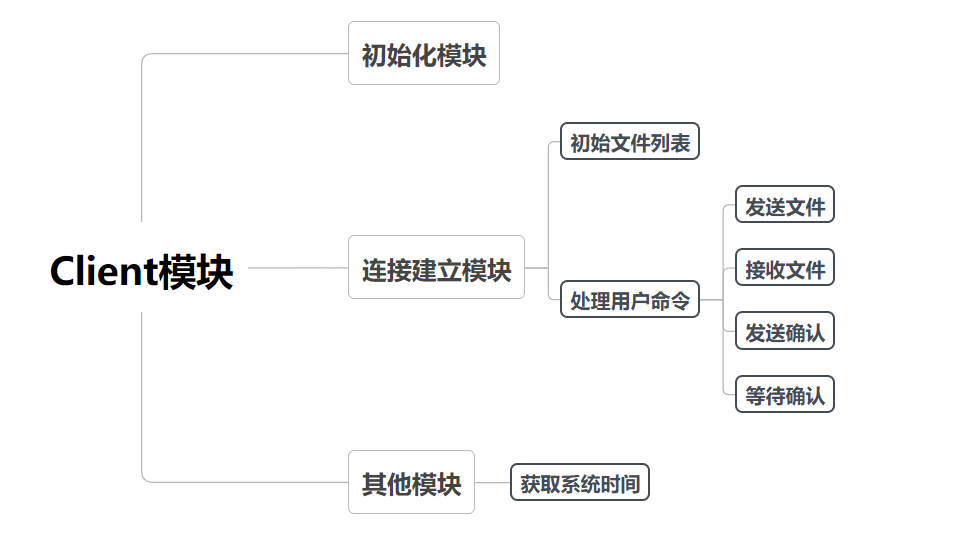 初始化模块
初始文件列表
发送文件
Client模块
连接建立模块
接收文件
处理用户命令
发送确认
等待确认
其他模块
获取系统时间